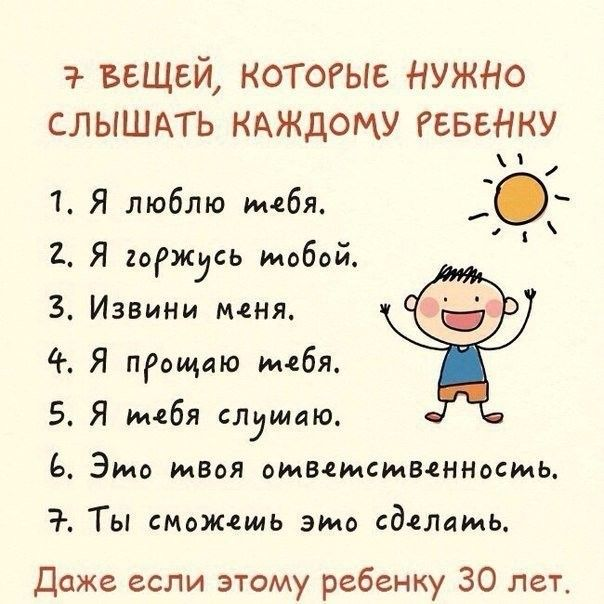 7 ВЕЩЕЙ, КОТОРЫЕ НУЖНО
СЛЫШАТЬ КАЖДОМУ РЕБЕНКУ
1. Я люблю тебя.
2. Я горжусь тобой.
3. Извини меня.
4. Я прощаю тебя.
5. Я тебя слушаю.
6. Это твоя ответственность.
7. Ты сможешь это сделать.
Даже если этому ребенку 30 лет.